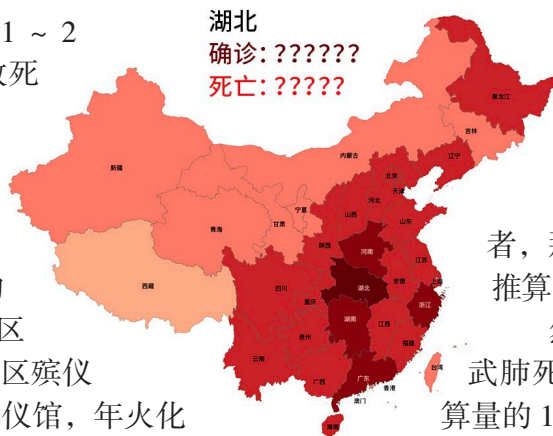 1 ~ 2
湖北
确诊: ??????
死亡: ?????
黑龙江
吉林
辽宁
内蒙古
新疆
北京
天津
河北
山西
山东
宁夏
青海
甘肃
陕西
河南
江苏
西藏
四川
重庆
湖北
安徽
上海
浙江
湖南
江西
贵州
福建
云南
广西
广东
台湾
香港
澳门
海南
者,
推算
区
区殡仪
仪馆, 年火化
武肺死
算量的 1